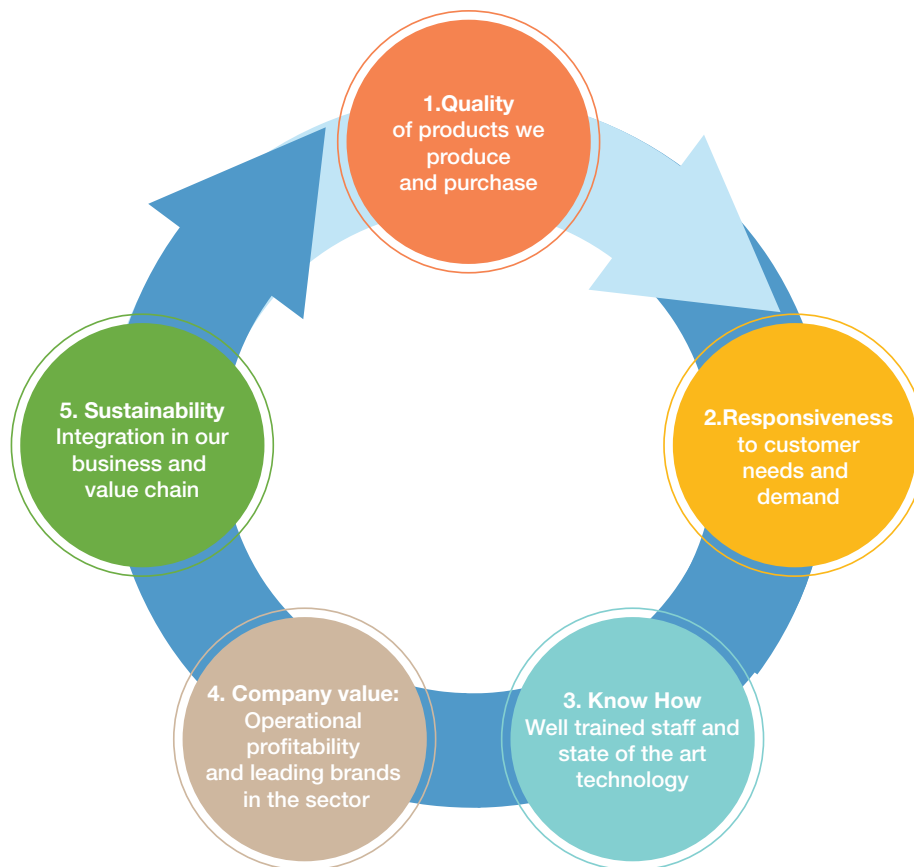 1.Quality
of products we
produce
and purchase
2.Responsiveness
to customer
needs and
demand
3. Know How
Well trained staff and
state of the art
technology
4. Company value:
Operational
profitability
and leading brands
in the sector
5. Sustainability
Integration in our
business and
value chain